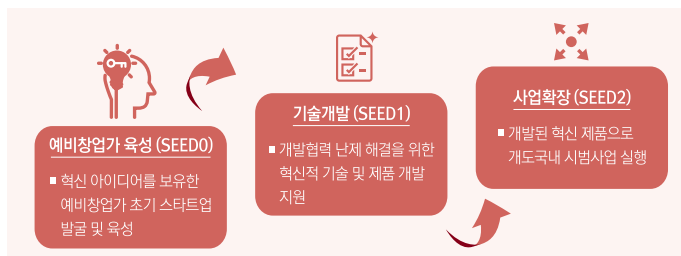 예비창업가 육성 (SEED0)
▪ 혁신 아이디어를 보유한
예비창업가 초기 스타트업
발굴 및 육성
기술개발 (SEED1)
▪ 개발협력 난제 해결을 위한
혁신적 기술 및 제품 개발
지원
사업확장 (SEED2)
▪ 개발된 혁신 제품으로
개도국내 시범사업 실행